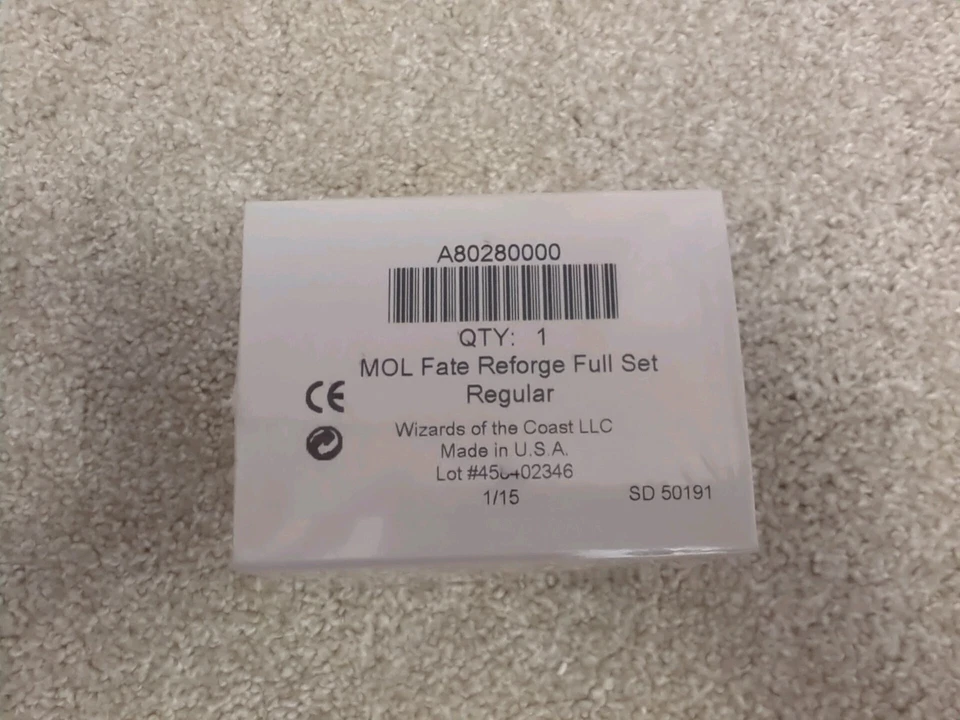 A80280000
QTY: 1
MOL Fate Reforge Full Set
Regular
CE
Wizards of the Coast LLC
Made in U.S.A.
Lot
1/15
SD 50191